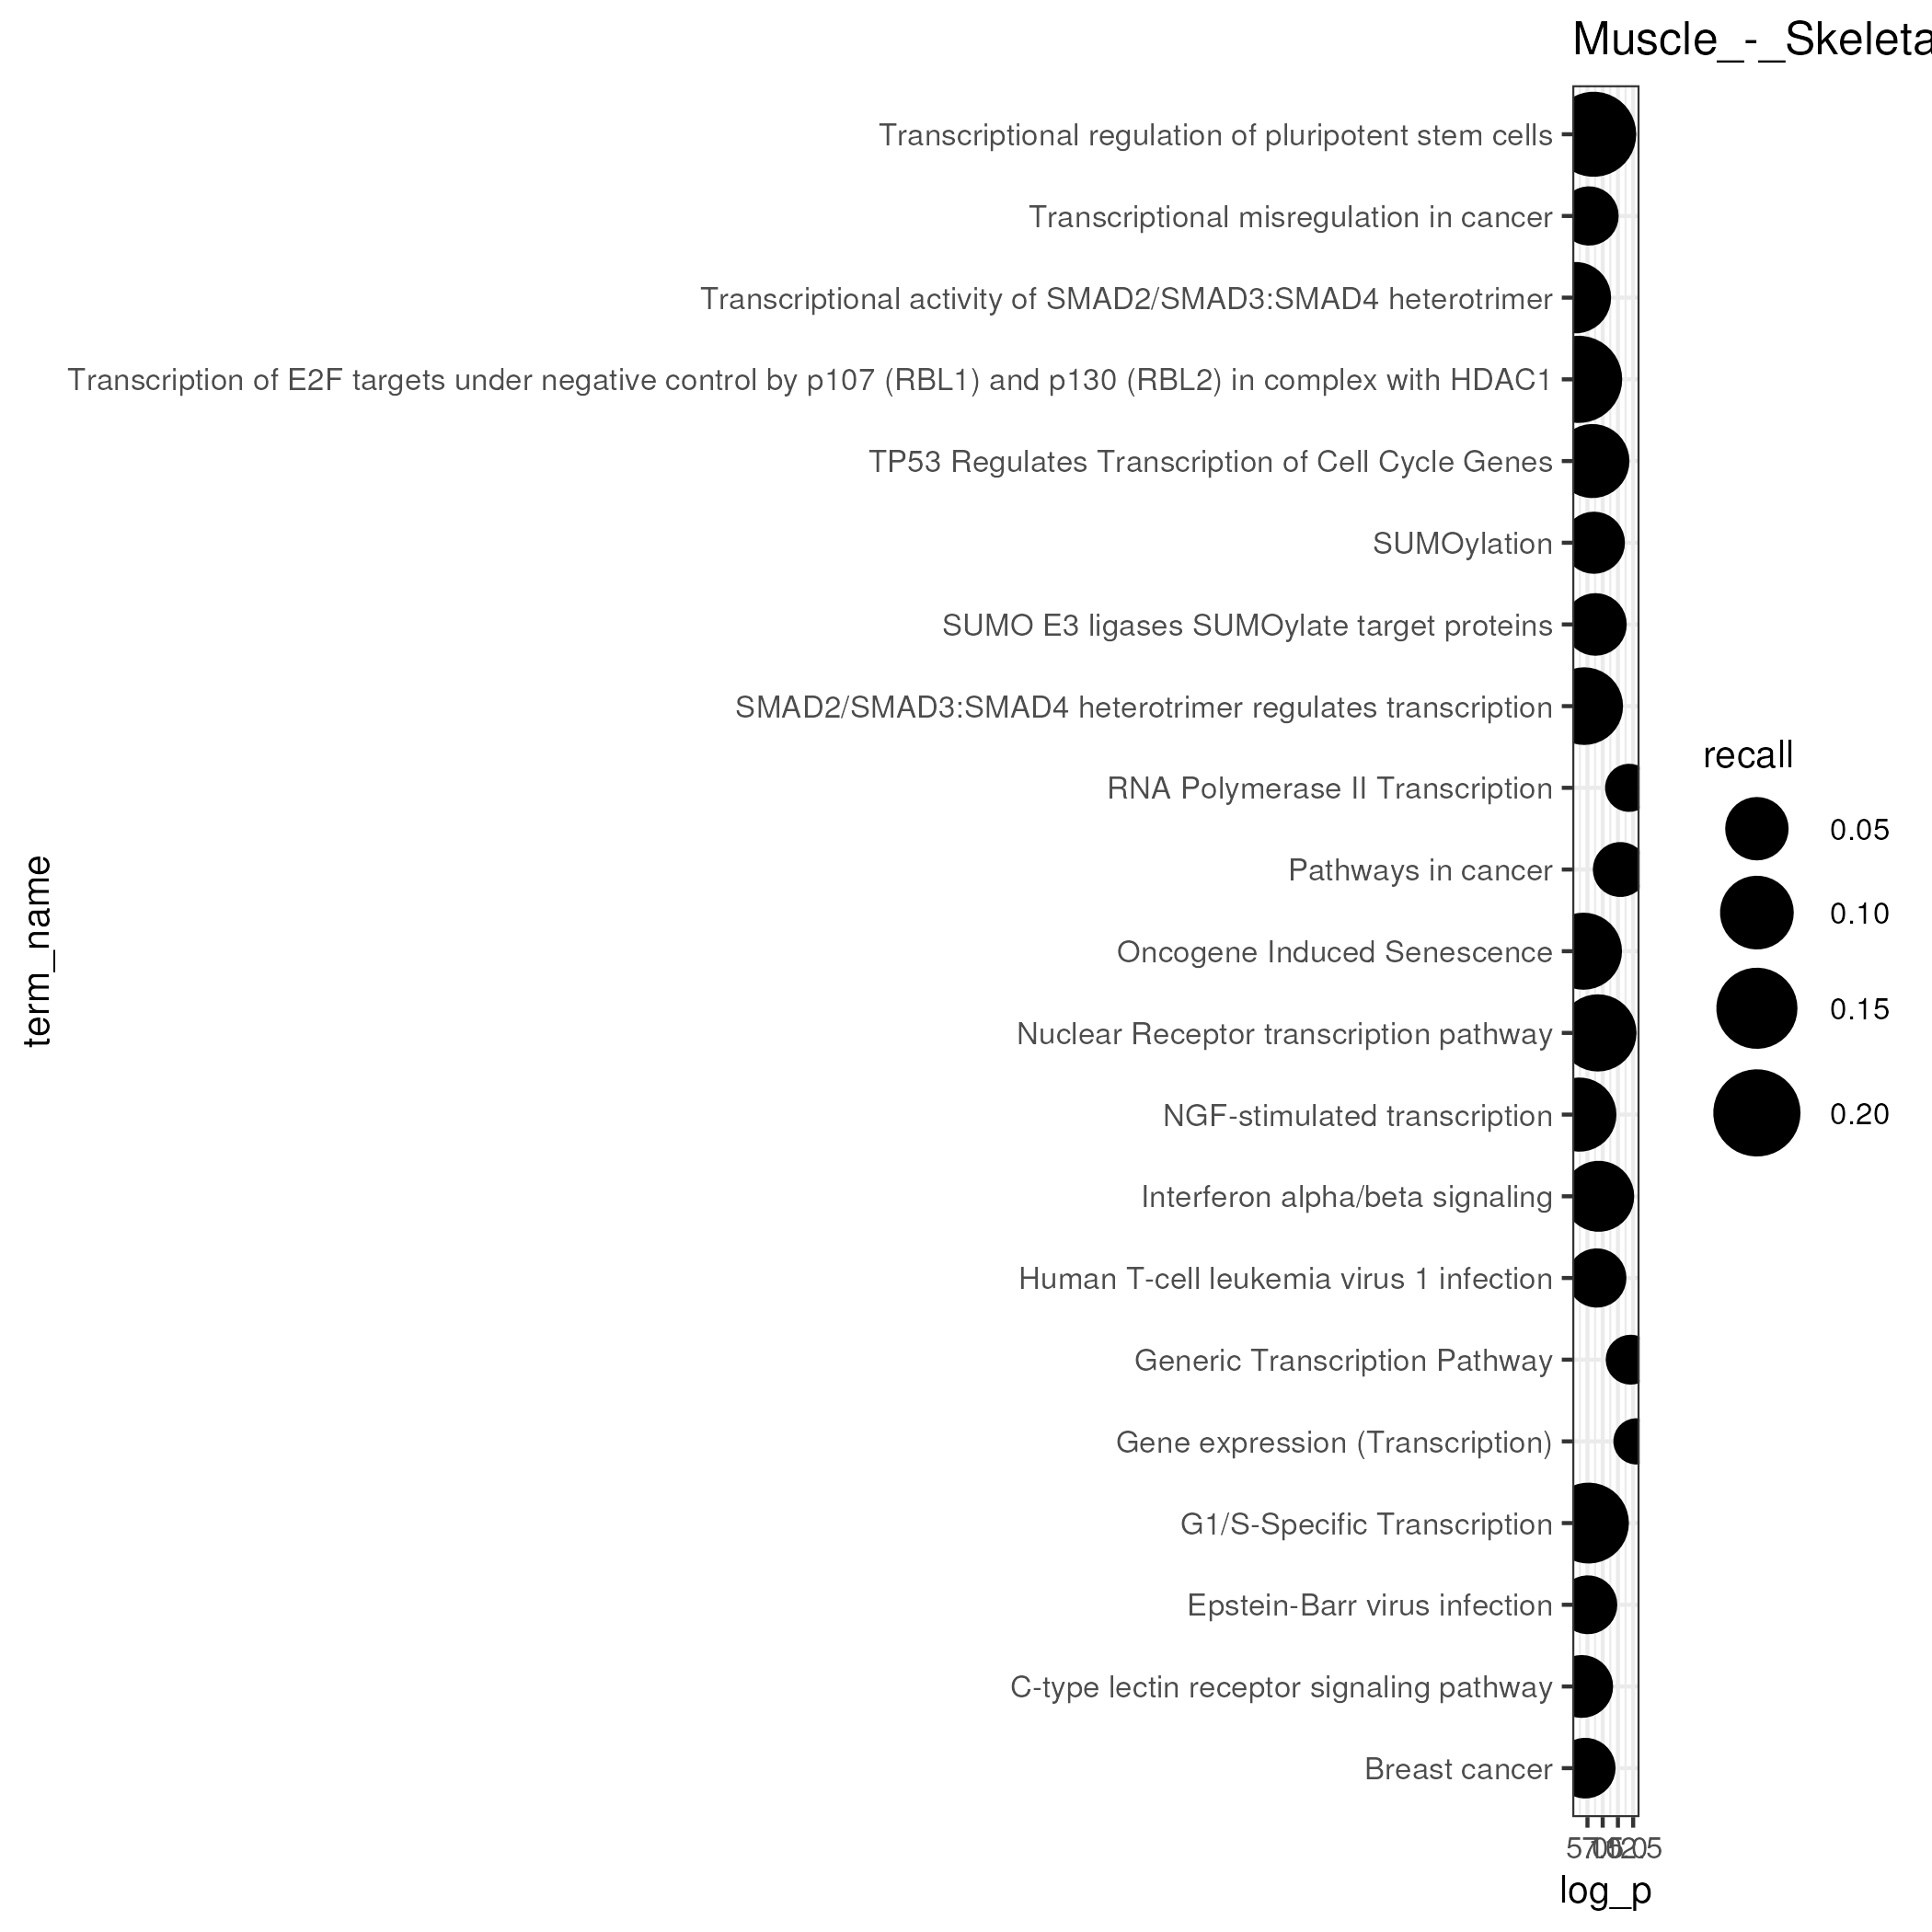 Muscle_-_Skeleta
Transcriptional regulation of pluripotent stem cells
Transcriptional misregulation in cancer
Transcriptional activity of SMAD2/SMAD3:SMAD4 heterotrimer
Transcription of E2F targets under negative control by p107 (RBL1) and p130 (RBL2) in complex with HDAC1
TP53 Regulates Transcription of Cell Cycle Genes
SUMOylation
SUMO E3 ligases SUMOylate target proteins
SMAD2/SMAD3:SMAD4 heterotrimer regulates transcription
RNA Polymerase II Transcription
Pathways in cancer
Oncogene Induced Senescence
Nuclear Receptor transcription pathway
NGF-stimulated transcription
Interferon alpha/beta signaling
Human T-cell leukemia virus 1 infection
Generic Transcription Pathway
Gene expression (Transcription)
G1/S-Specific Transcription
Epstein-Barr virus infection
C-type lectin receptor signaling pathway
Breast cancer
term_name
log_p
recall
0.05
0.10
0.15
0.20